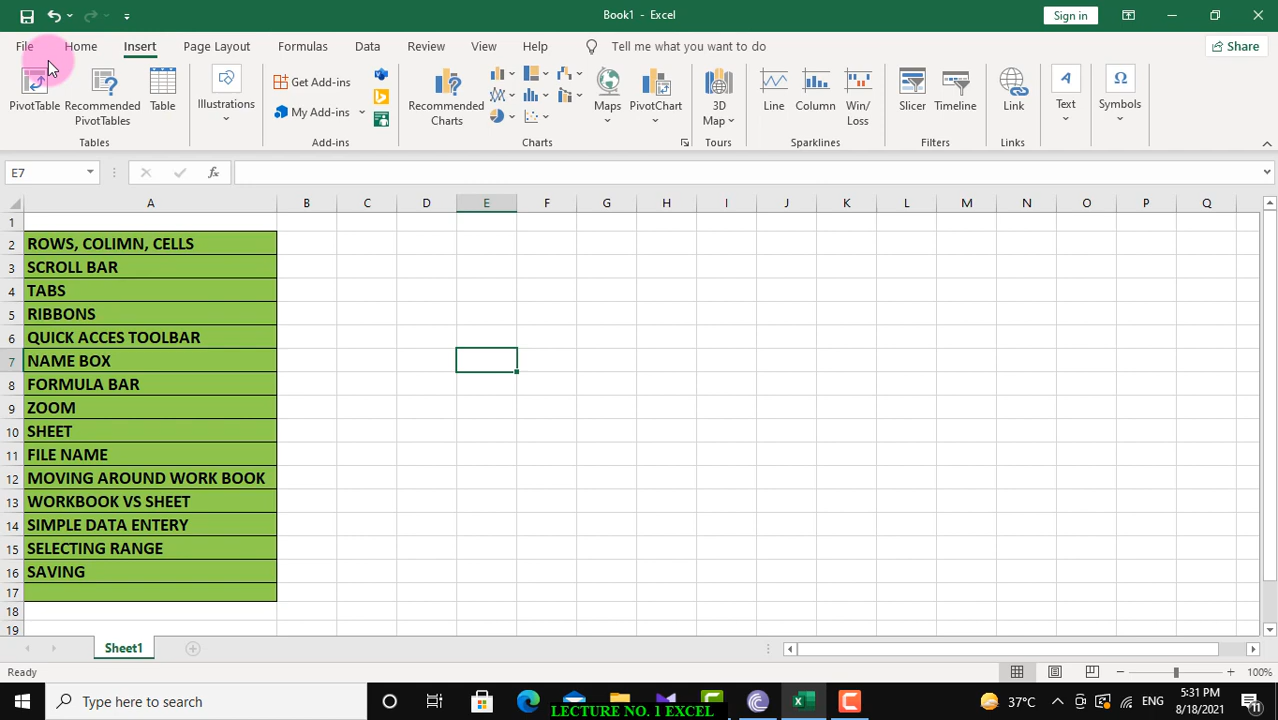 Book1 - Excel
Sign in
File Home Insert Page Layout Formulas Data Review View Help Tell me what you want to do Share
PivotTable Recommended PivotTables Table Illustrations Get Add-ins My Add-ins Recommended Charts Maps PivotChart 3D Map Line Column Win/Loss Slicer Timeline Link Text Symbols
Tables Add-ins Charts Tours Sparklines Filters Links
E7 fx
A B C D E F G H I J K L M N O P Q
1
2 ROWS, COLIMN, CELLS
3 SCROLL BAR
4 TABS
5 RIBBONS
6 QUICK ACCES TOOLBAR
7 NAME BOX
8 FORMULA BAR
9 ZOOM
10 SHEET
11 FILE NAME
12 MOVING AROUND WORK BOOK
13 WORKBOOK VS SHEET
14 SIMPLE DATA ENTERY
15 SELECTING RANGE
16 SAVING
17
18
19
Sheet1
Ready 100%
Type here to search 37°C ENG 5:31 PM
8/18/2021 11
LECTURE NO. 1 EXCEL